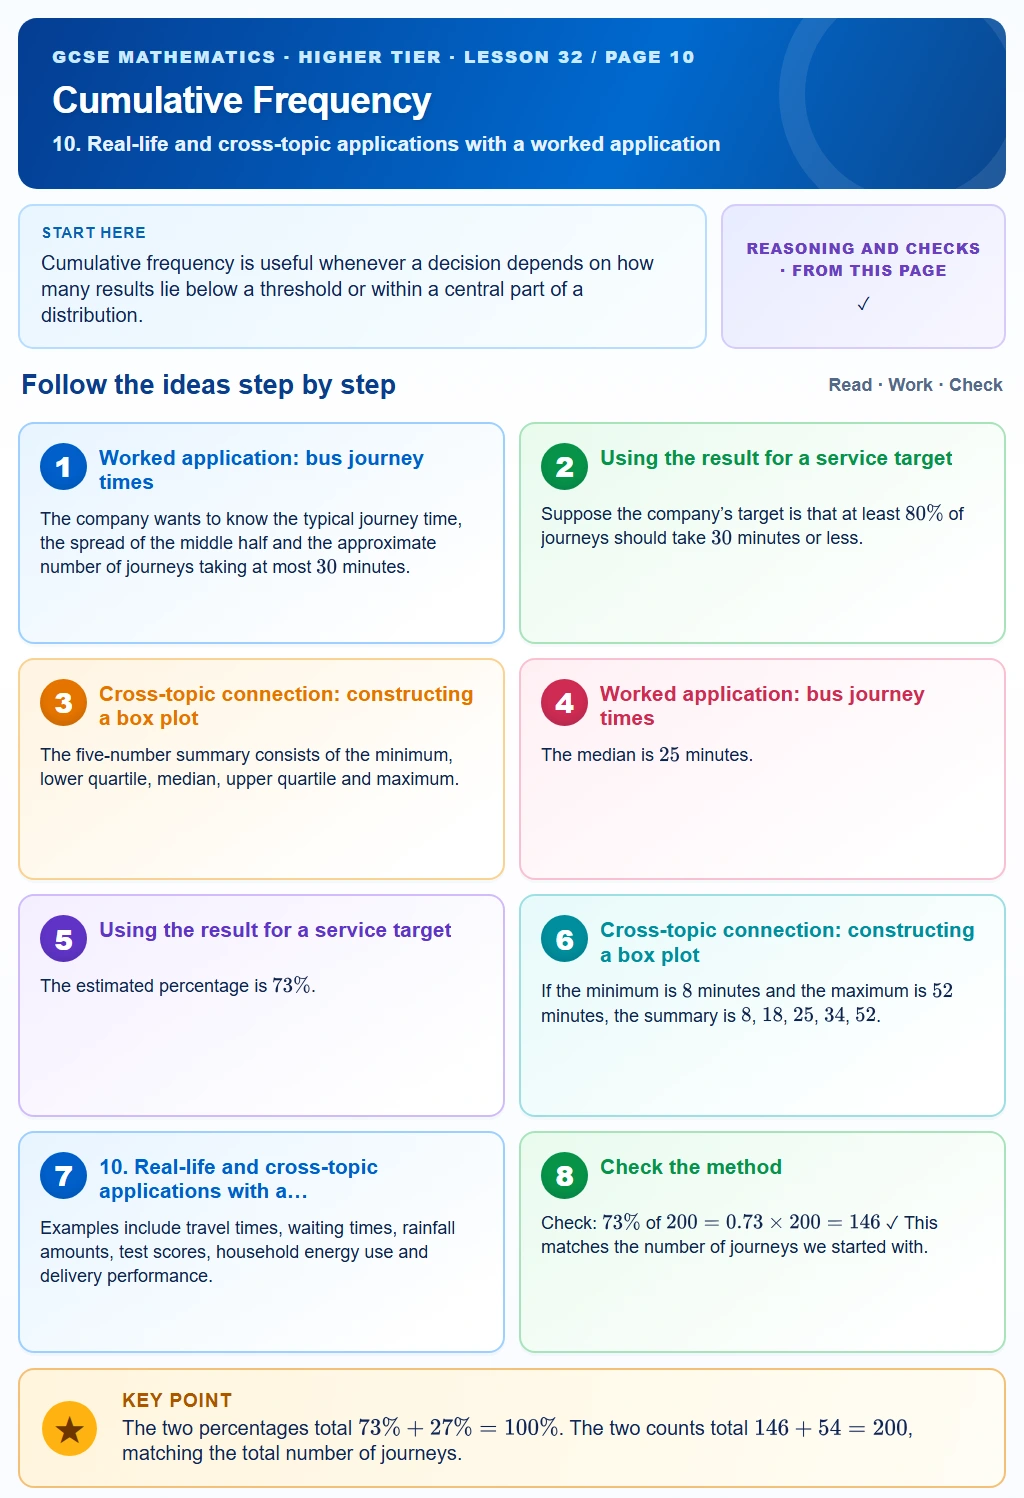 GCSE MATHEMATICS · HIGHER TIER · LESSON 32 / PAGE 10
Cumulative Frequency
10. Real-life and cross-topic applications with a worked application
START HERE
Cumulative frequency is useful whenever a decision depends on how
many results lie below a threshold or within a central part of a
distribution.
REASONING AND CHECKS
· FROM THIS PAGE
✓
Follow the ideas step by step
Read · Work · Check
1
Worked application: bus journey
times
The company wants to know the typical journey time,
the spread of the middle half and the approximate
number of journeys taking at most 30 minutes.
2
Using the result for a service target
Suppose the company’s target is that at least 80% of
journeys should take 30 minutes or less.
3
Cross-topic connection: constructing
a box plot
The five-number summary consists of the minimum,
lower quartile, median, upper quartile and maximum.
4
Worked application: bus journey
times
The median is 25 minutes.
5
Using the result for a service target
The estimated percentage is 73%.
6
Cross-topic connection: constructing
a box plot
If the minimum is 8 minutes and the maximum is 52
minutes, the summary is 8, 18, 25, 34, 52.
7
10. Real-life and cross-topic
applications with a…
Examples include travel times, waiting times, rainfall
amounts, test scores, household energy use and
delivery performance.
8
Check the method
Check: 73% of 200 = 0.73 × 200 = 146 ✓ This
matches the number of journeys we started with.
KEY POINT
The two percentages total 73% + 27% = 100%. The two counts total 146 + 54 = 200,
matching the total number of journeys.